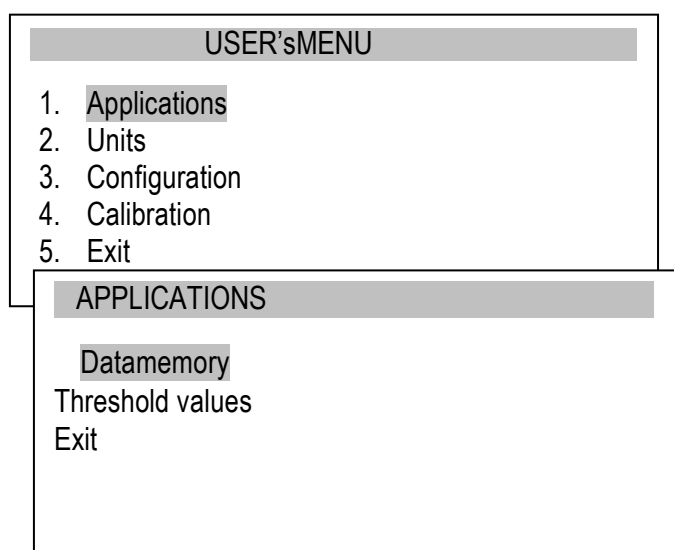 USER'sMENU
1. Applications
2. Units
3. Configuration
4. Calibration
5. Exit
APPLICATIONS
Datamemory
Threshold values
Exit